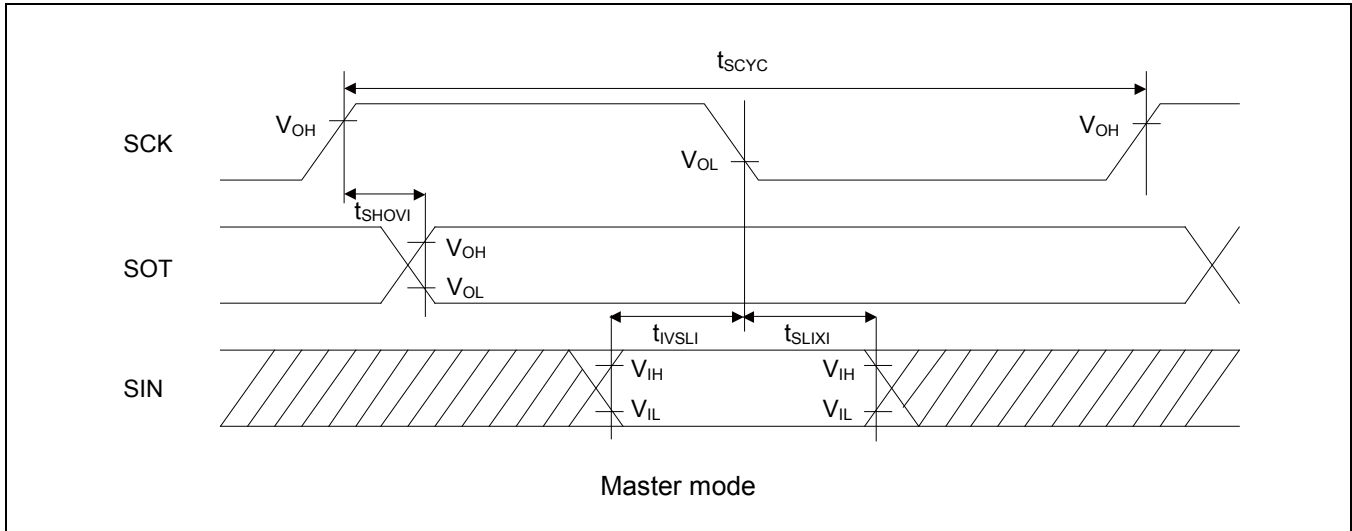 tSCYC
SCK
VOH
VOL
VOH
tSHOVI
SOT
VOH
VOL
tIVSLI
tSLIXI
SIN
VIH
VIH
VIL
VIL
Master mode